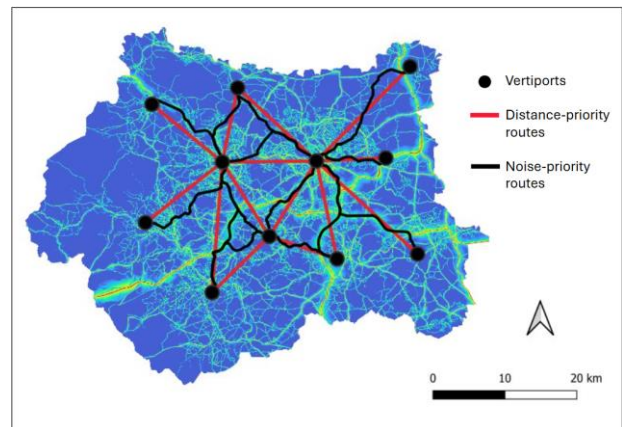 Vertiports
Distance-priority
routes
Noise-priority
routes
0 10 20 km